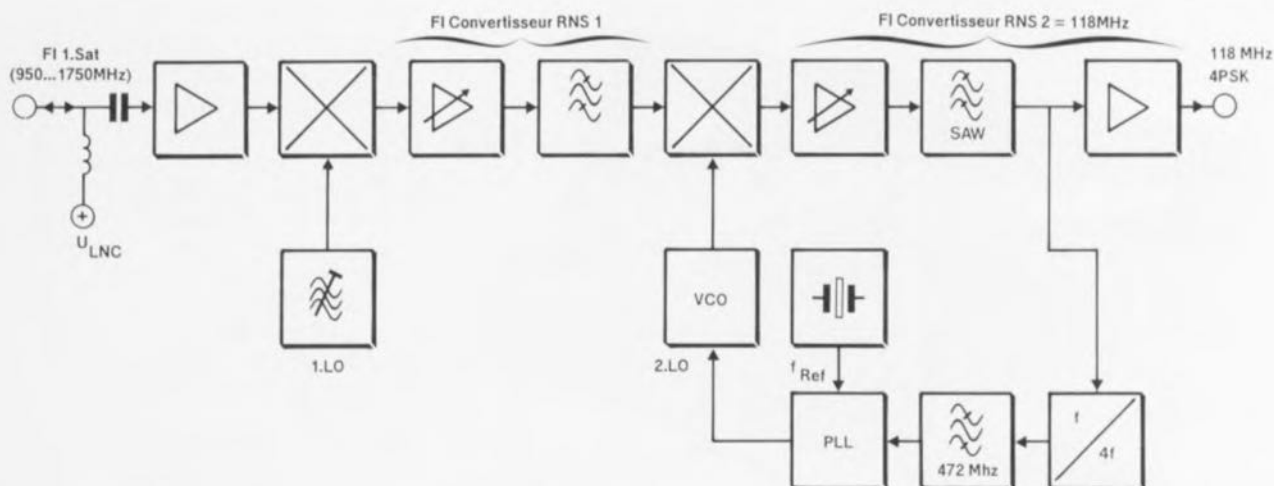 FI Convertisseur RNS 1
FI Convertisseur RNS 2 = 118MHz
FI 1.Sat
(950...1750MHz)
118 MHz
4PSK
SAW
U LNC
VCO
1.LO
2.LO
f Ref
PLL
472 Mhz
f
4f